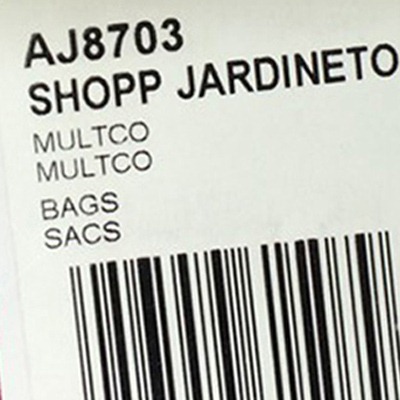 AJ8703
SHOPP JARDINETO
MULTCO
MULTCO
BAGS
SACS